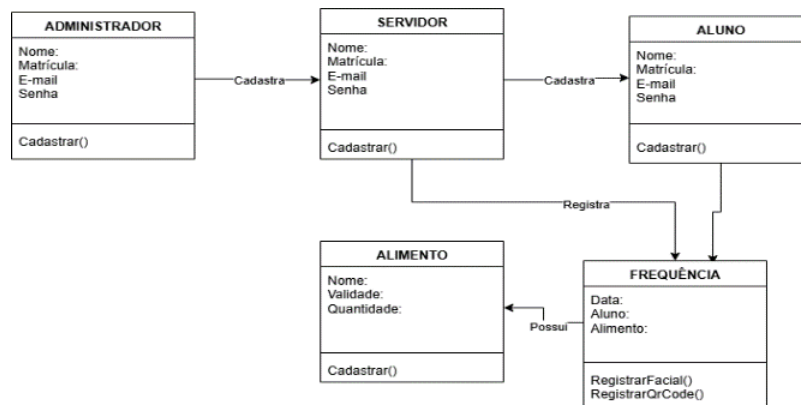 ADMINISTRADOR
Nome:
Matrícula:
E-mail
Senha
Cadastrar()
Cadastra
SERVIDOR
Nome:
Matrícula:
E-mail
Senha
Cadastrar()
Cadastra
ALUNO
Nome:
Matrícula:
E-mail
Senha
Cadastrar()
Registra
ALIMENTO
Nome:
Validade:
Quantidade:
Cadastrar()
Possui
FREQUÊNCIA
Data:
Aluno:
Alimento:
RegistrarFacial()
RegistrarQrCode()